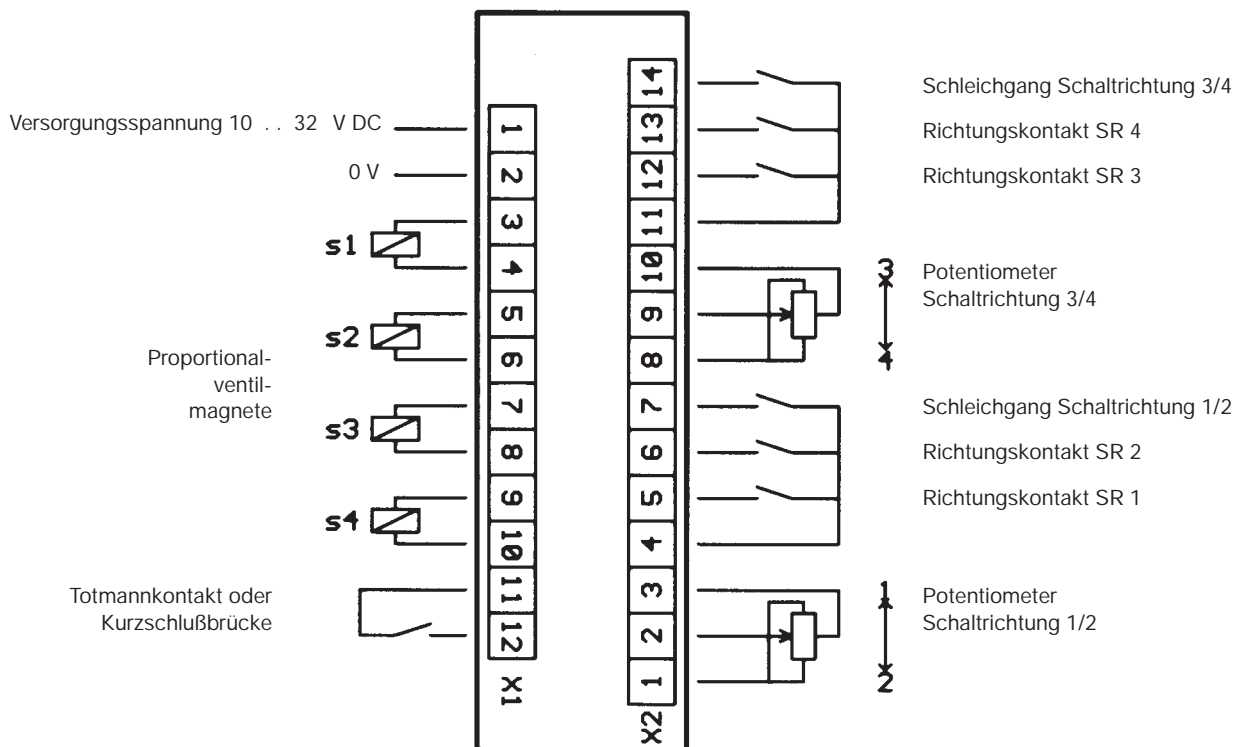 Versorgungsspannung 10 . . 32 V DC
0 V
s1
s2
Proportional-
ventil-
magnete
s3
s4
Totmannkontakt oder
Kurzschlußbrücke
1
2
3
4
5
6
7
8
9
10
11
12
X1
14
13
12
11
10
9
8
7
6
5
4
3
2
1
X2
Schleichgang Schaltrichtung 3/4
Richtungskontakt SR 4
Richtungskontakt SR 3
3
4
Potentiometer
Schaltrichtung 3/4
Schleichgang Schaltrichtung 1/2
Richtungskontakt SR 2
Richtungskontakt SR 1
1
2
Potentiometer
Schaltrichtung 1/2